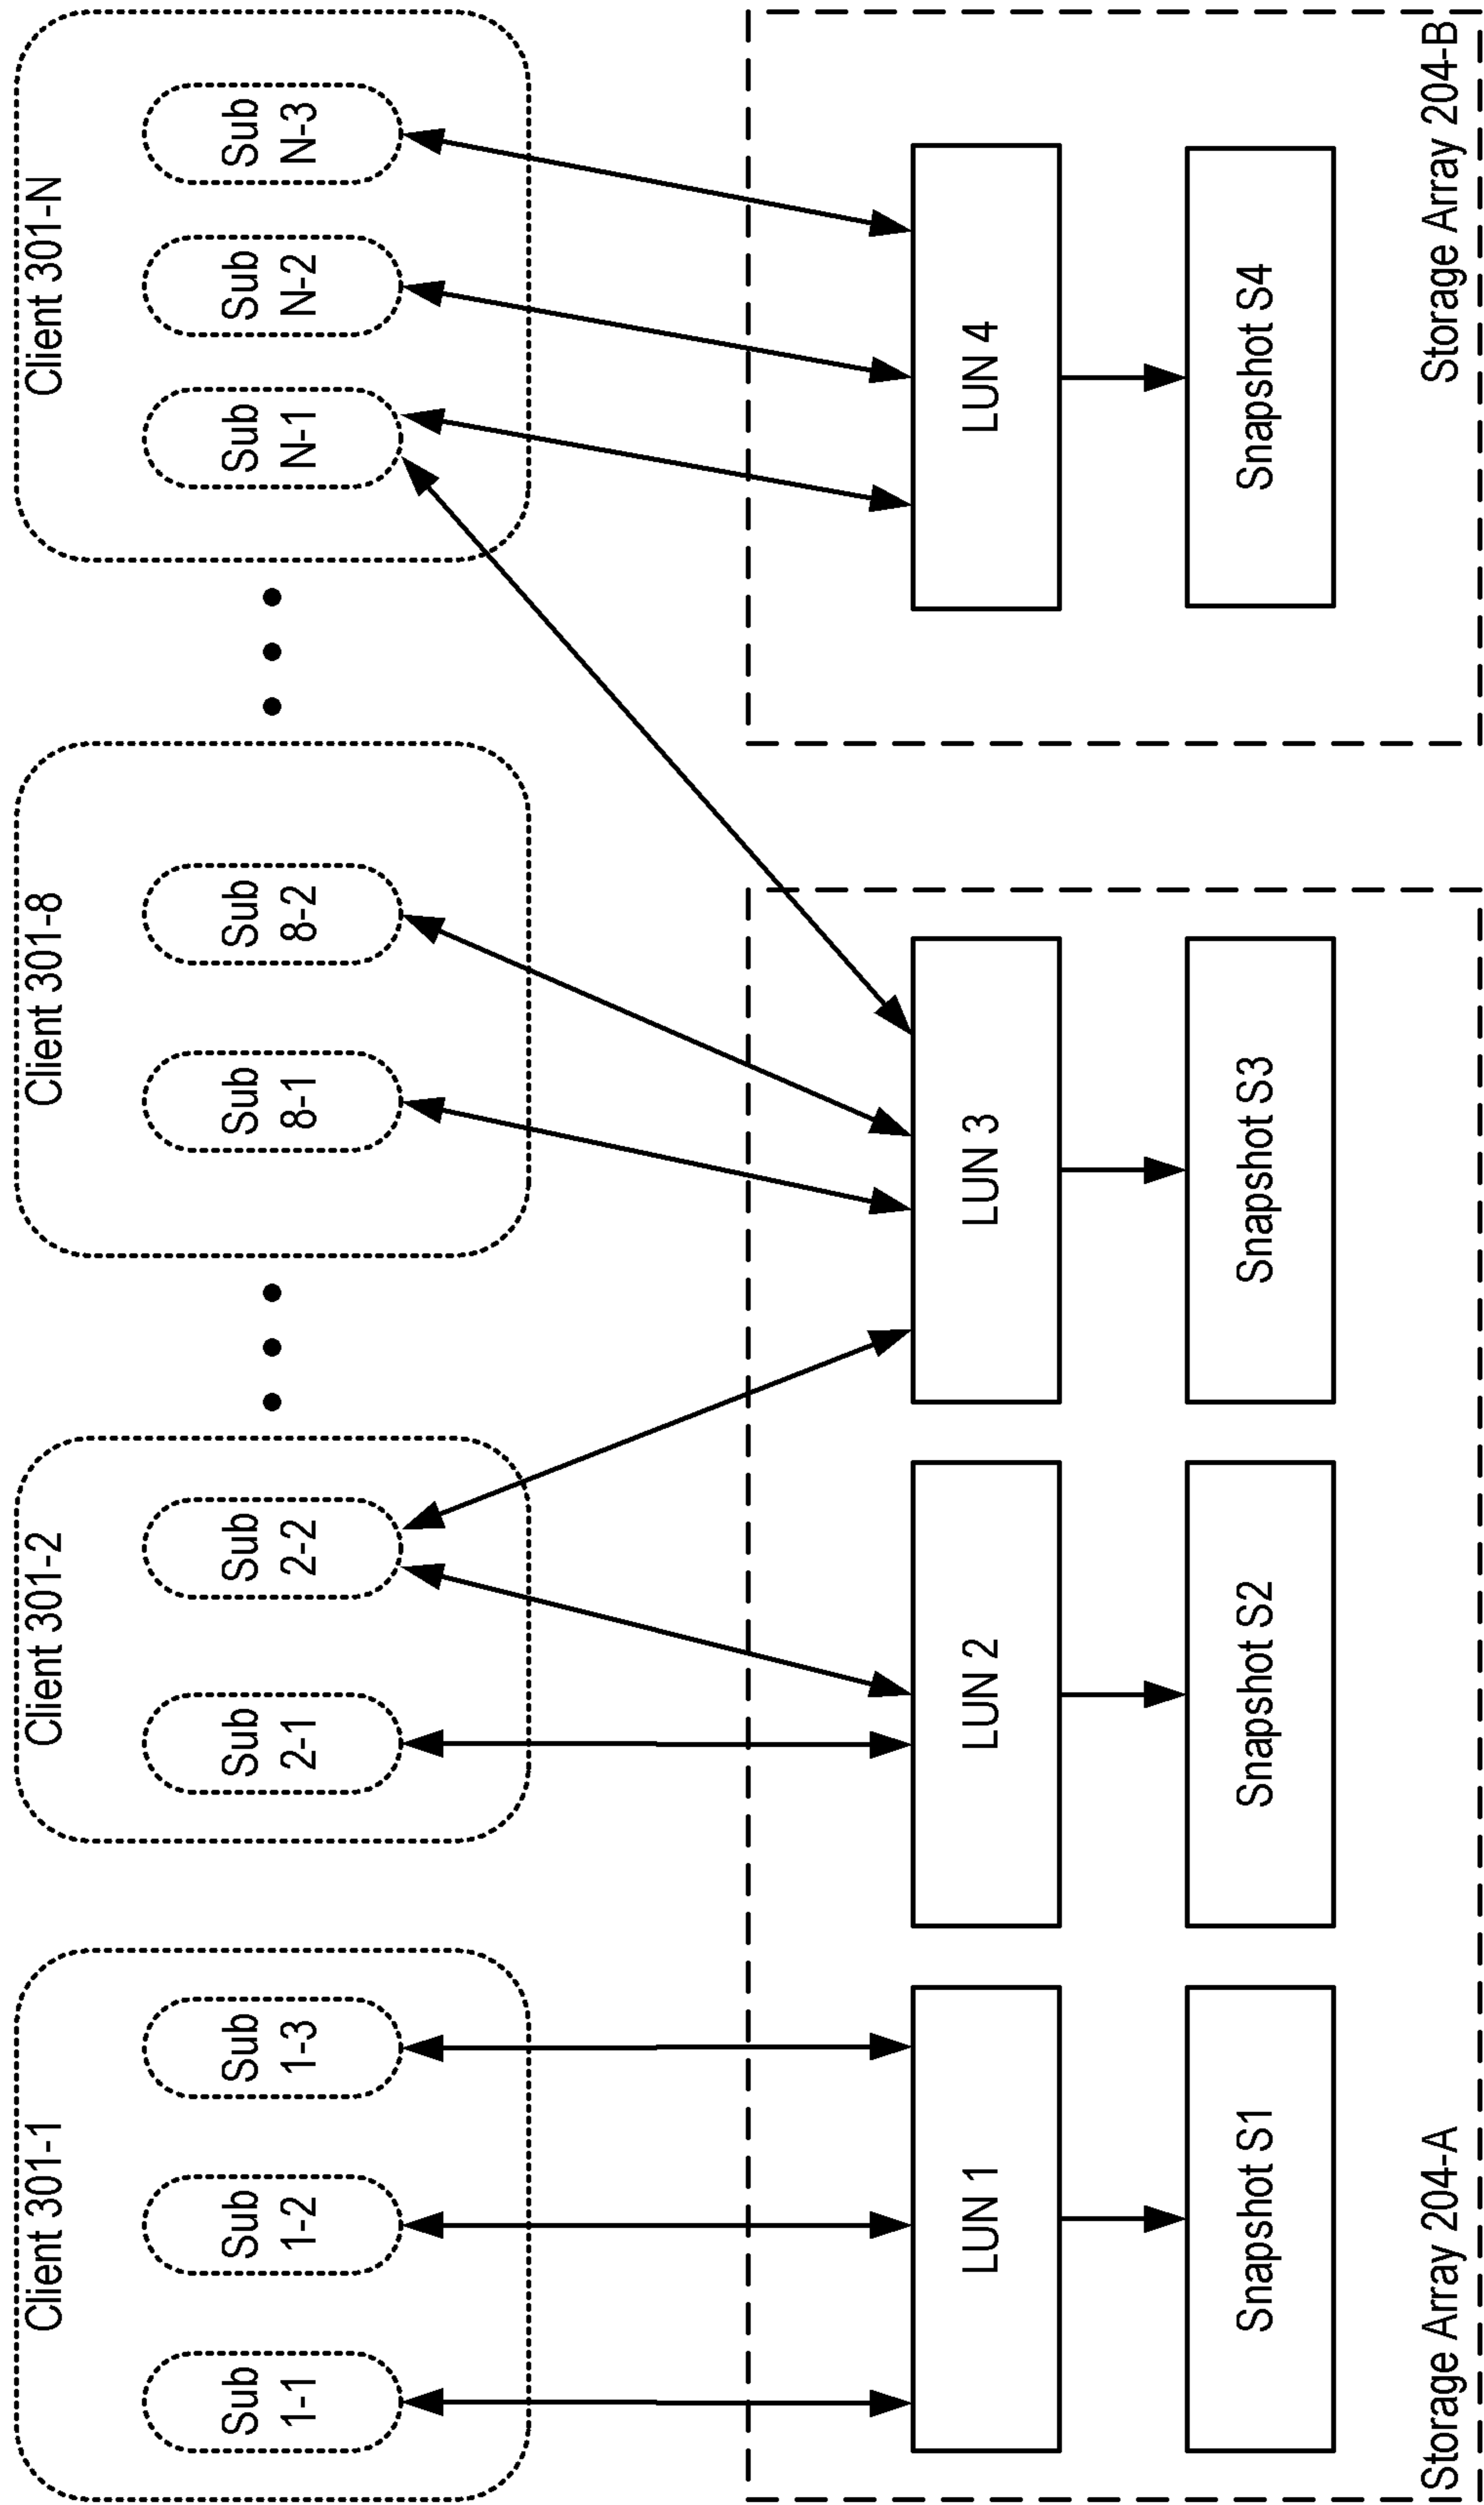 Client 301-1
Client 301-2
Client 301-8
Client 301-N
Sub
1-1
Sub
1-2
Sub
1-3
Sub
2-1
Sub
2-2
Sub
8-1
Sub
8-2
Sub
N-1
Sub
N-2
Sub
N-3
LUN 1
LUN 2
LUN 3
LUN 4
Snapshot S1
Snapshot S2
Snapshot S3
Snapshot S4
Storage Array 204-A
Storage Array 204-B